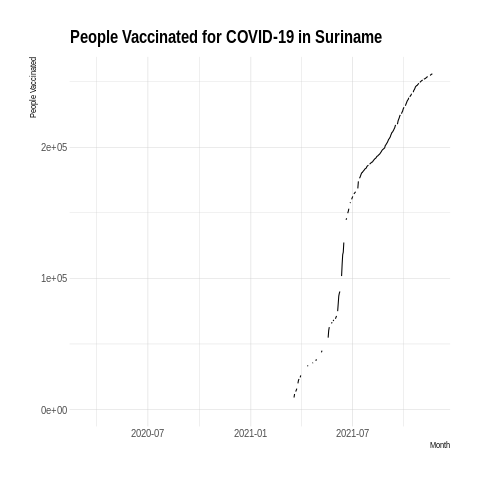 People Vaccinated for COVID-19 in Suriname
People Vaccinated
2e+05
1e+05
0e+00
2020-07
2021-01
2021-07
Month